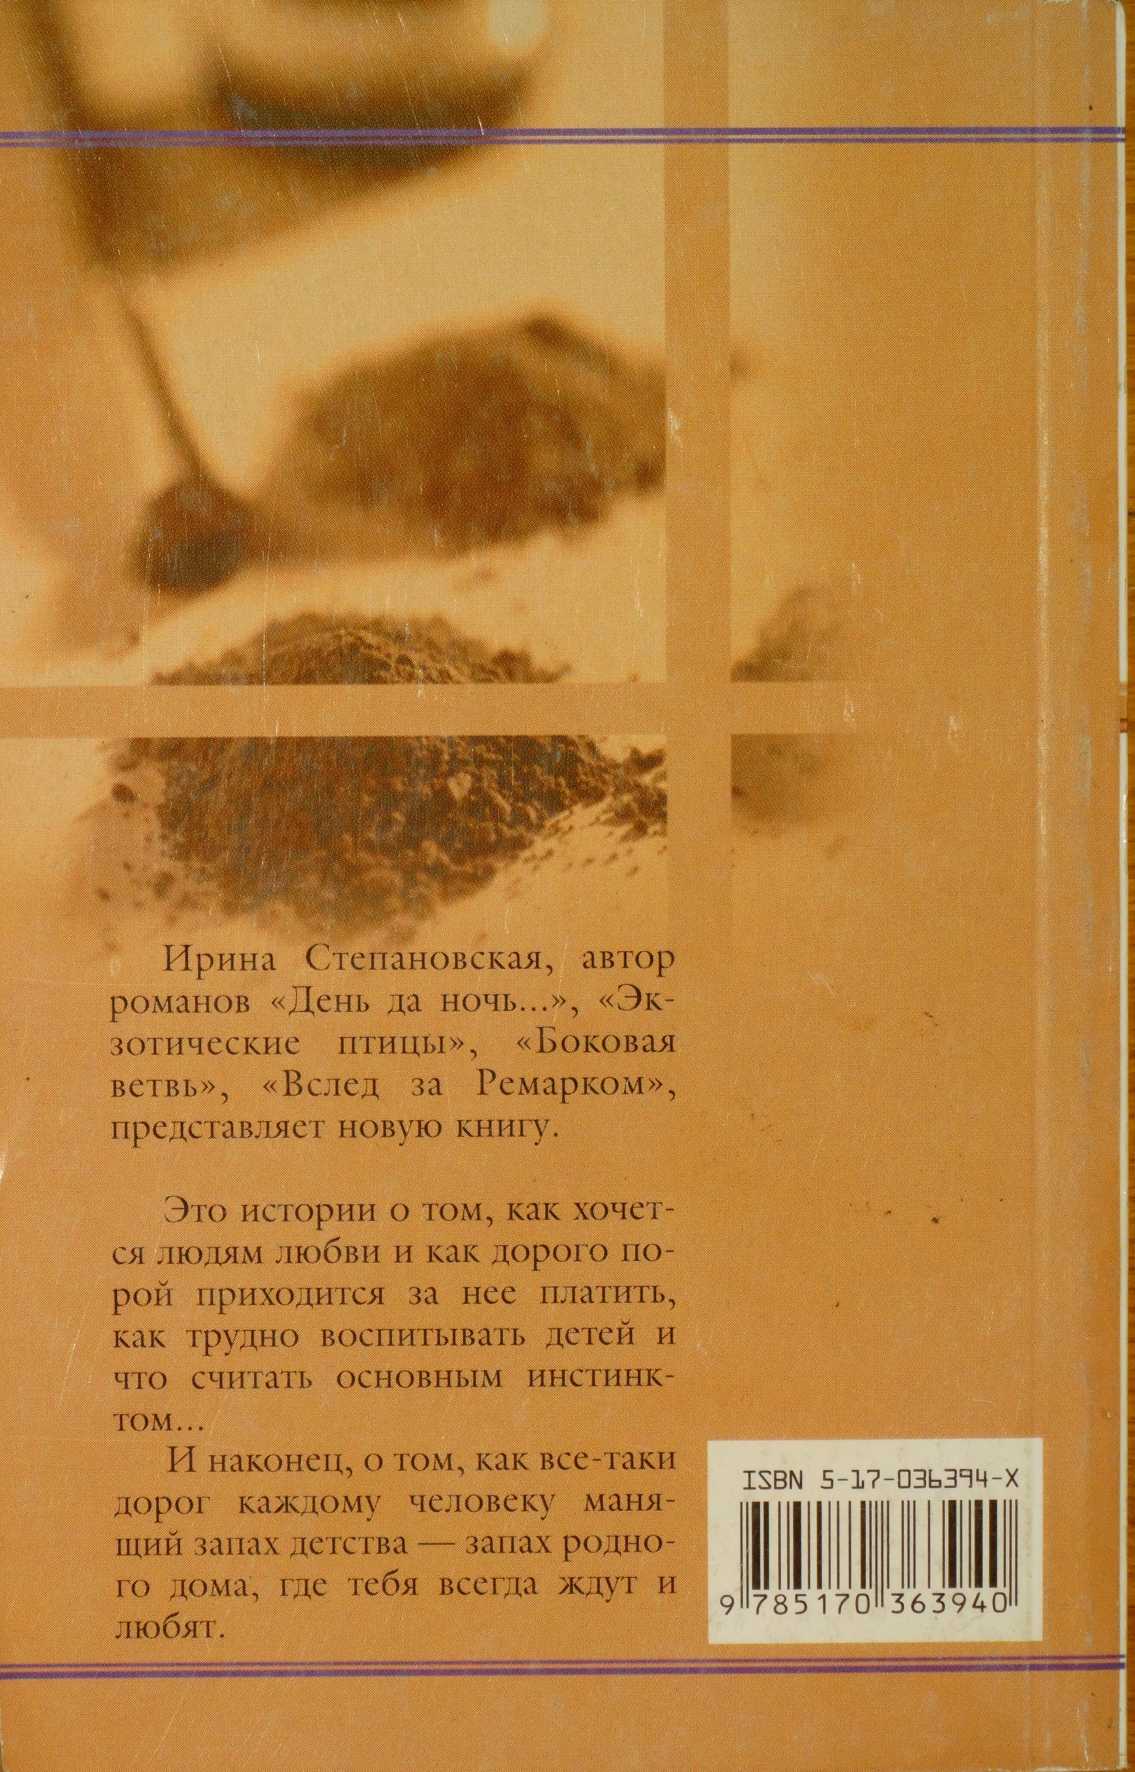 Ирина Степановская, автор
романов «День да ночь...», «Эк-
зотические птицы», «Боковая
ветвь», «Вслед за Ремарком»,
представляет новую книгу.
Это истории о том, как хочет-
ся людям любви и как дорого по-
рой приходится за нее платить,
как трудно воспитывать детей и
что считать основным инстинк-
том...
И наконец, о том, как все-таки
дорог каждому человеку маня-
щий запах детства — запах родно-
го дома, где тебя всегда ждут и
любят.
ISBN 5-17-036394-X
9 785170 363940